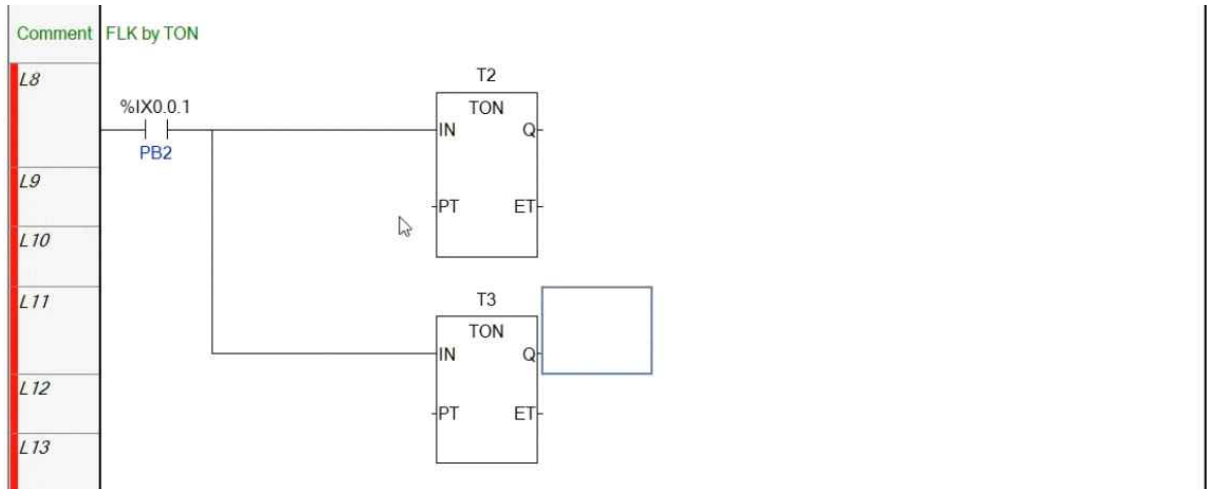 Comment FLK by TON
L8
T2
%IX0.0.1
TON
IN Q
PB2
L9
PT ET
L10
L11
T3
TON
IN Q
L12
PT ET
L13